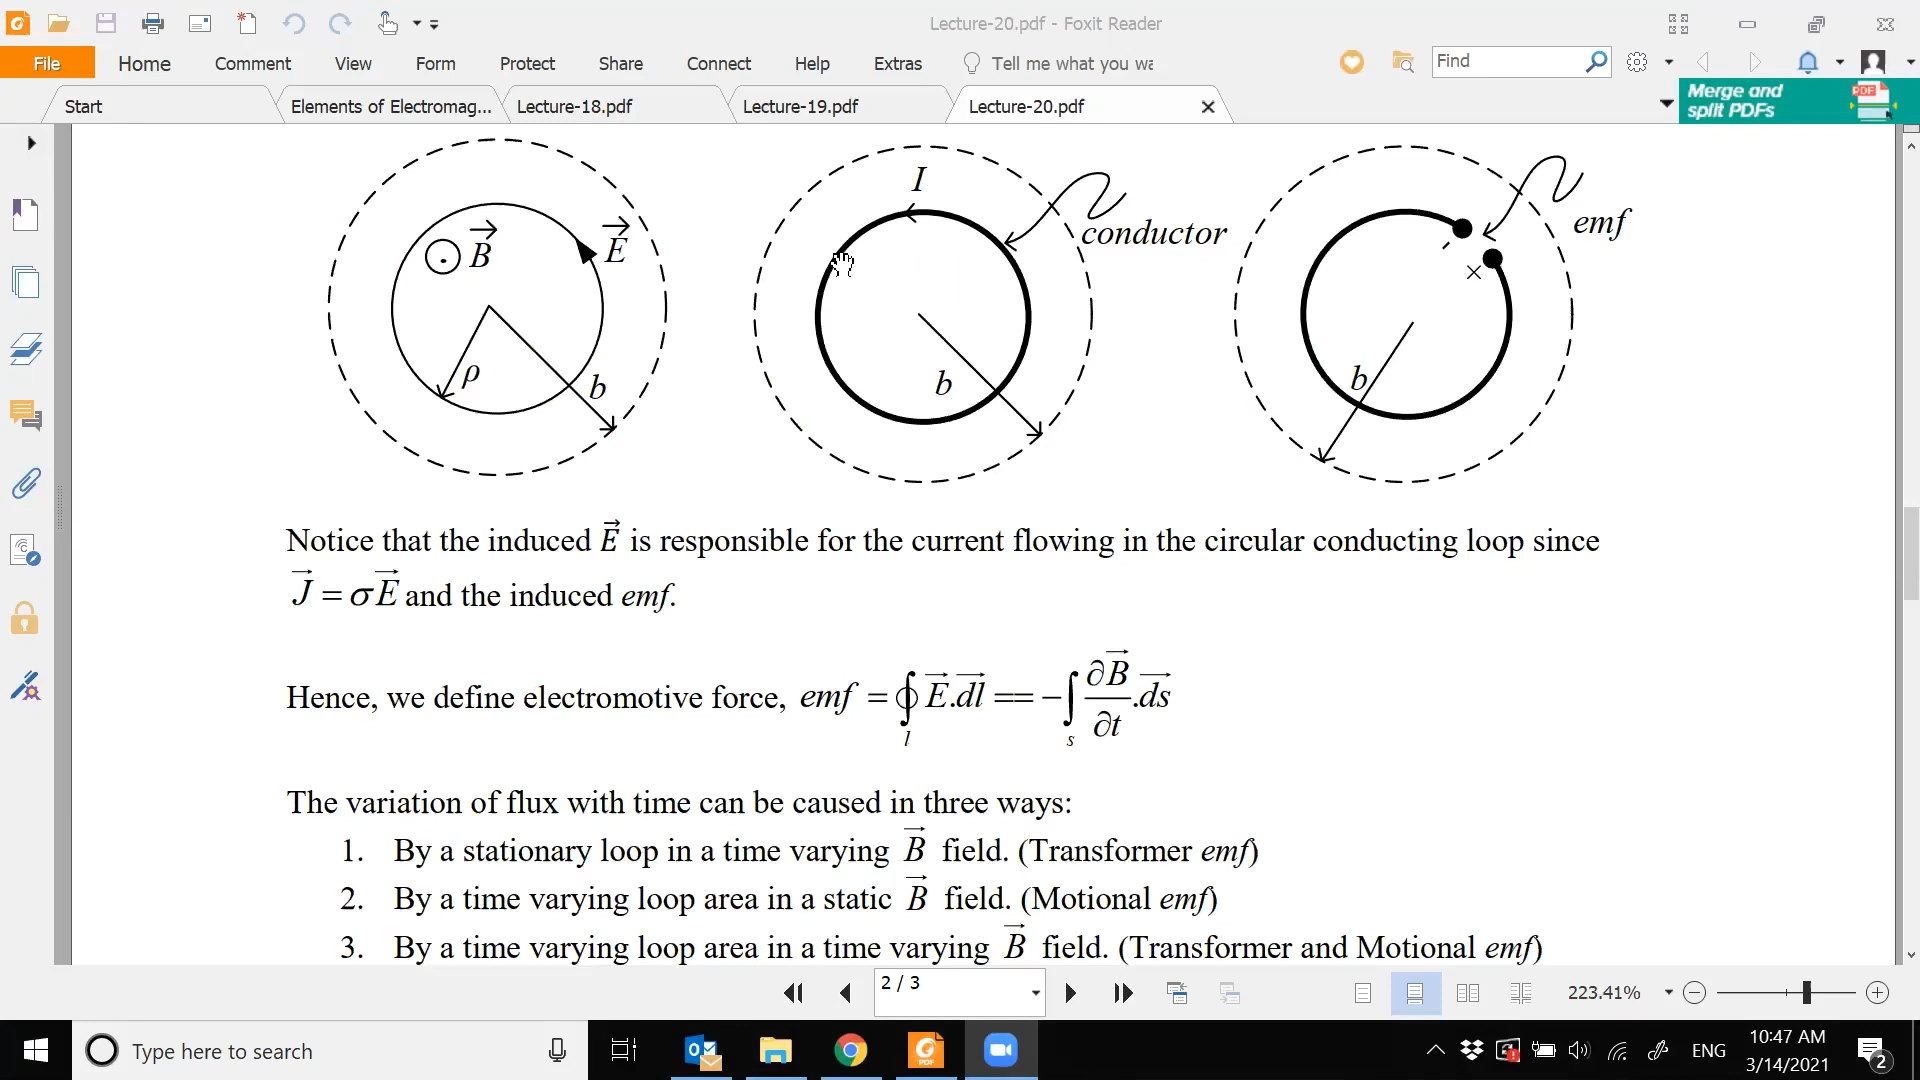 Lecture-20.pdf - Foxit Reader
File Home Comment View Form Protect Share Connect Help Extras Tell me what you wa Find
Start Elements of Electromag... Lecture-18.pdf Lecture-19.pdf Lecture-20.pdf
Merge and
split PDFs
PDF
I
B⃗ E⃗ conductor emf
ρ b b b
Notice that the induced E⃗ is responsible for the current flowing in the circular conducting loop since
J⃗ = σE⃗ and the induced emf.
Hence, we define electromotive force, emf = ∮_l E⃗.dl⃗ == −∫_s ∂B⃗/∂t.ds⃗
The variation of flux with time can be caused in three ways:
1. By a stationary loop in a time varying B⃗ field. (Transformer emf)
2. By a time varying loop area in a static B⃗ field. (Motional emf)
3. By a time varying loop area in a time varying B⃗ field. (Transformer and Motional emf)
2 / 3
223.41%
Type here to search
ENG
10:47 AM
3/14/2021
2